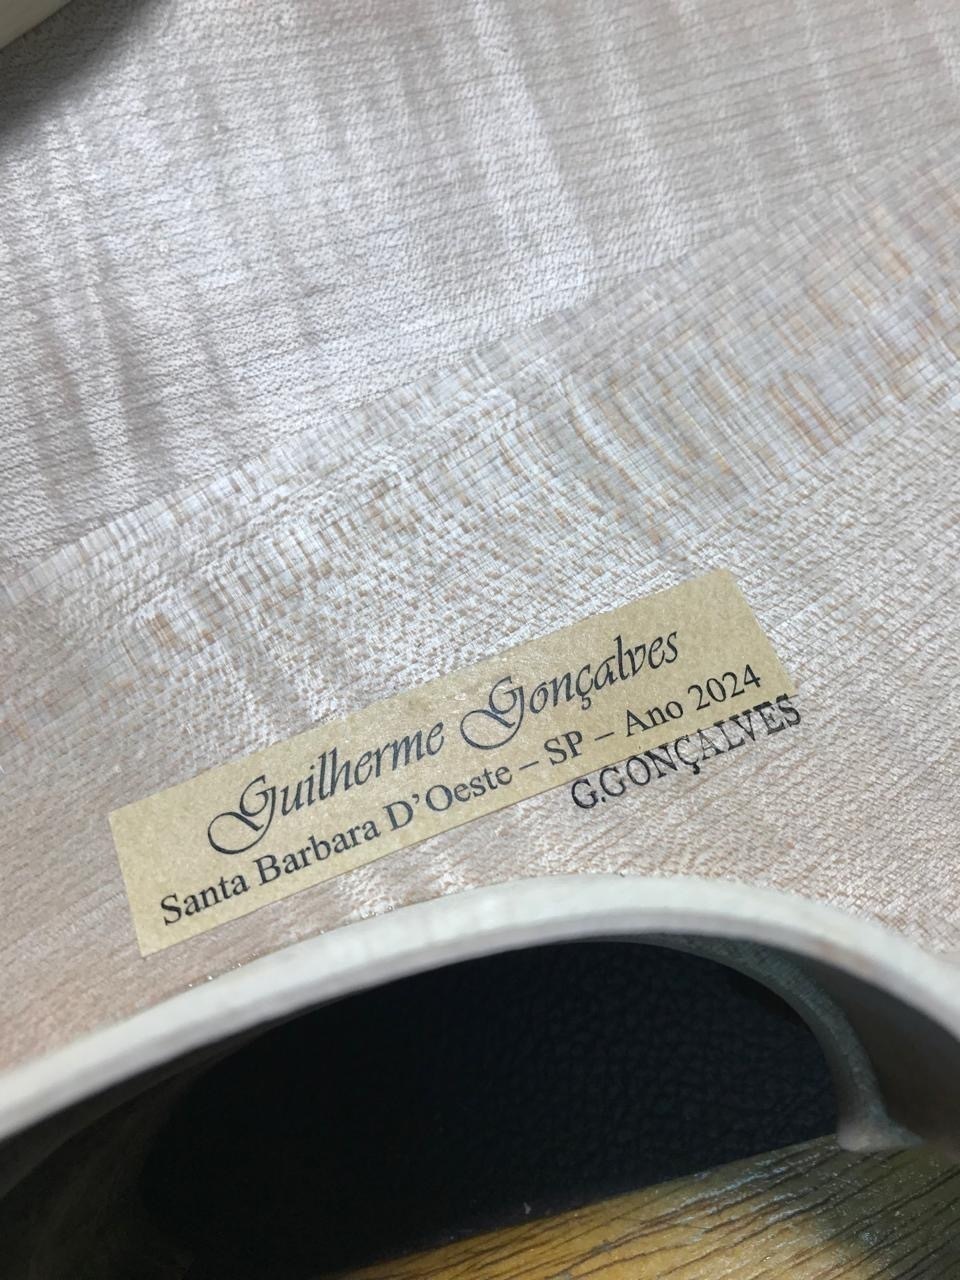 Guilherme Gonçalves
Santa Barbara D’Oeste – SP – Ano 2024
G.GONÇALVES